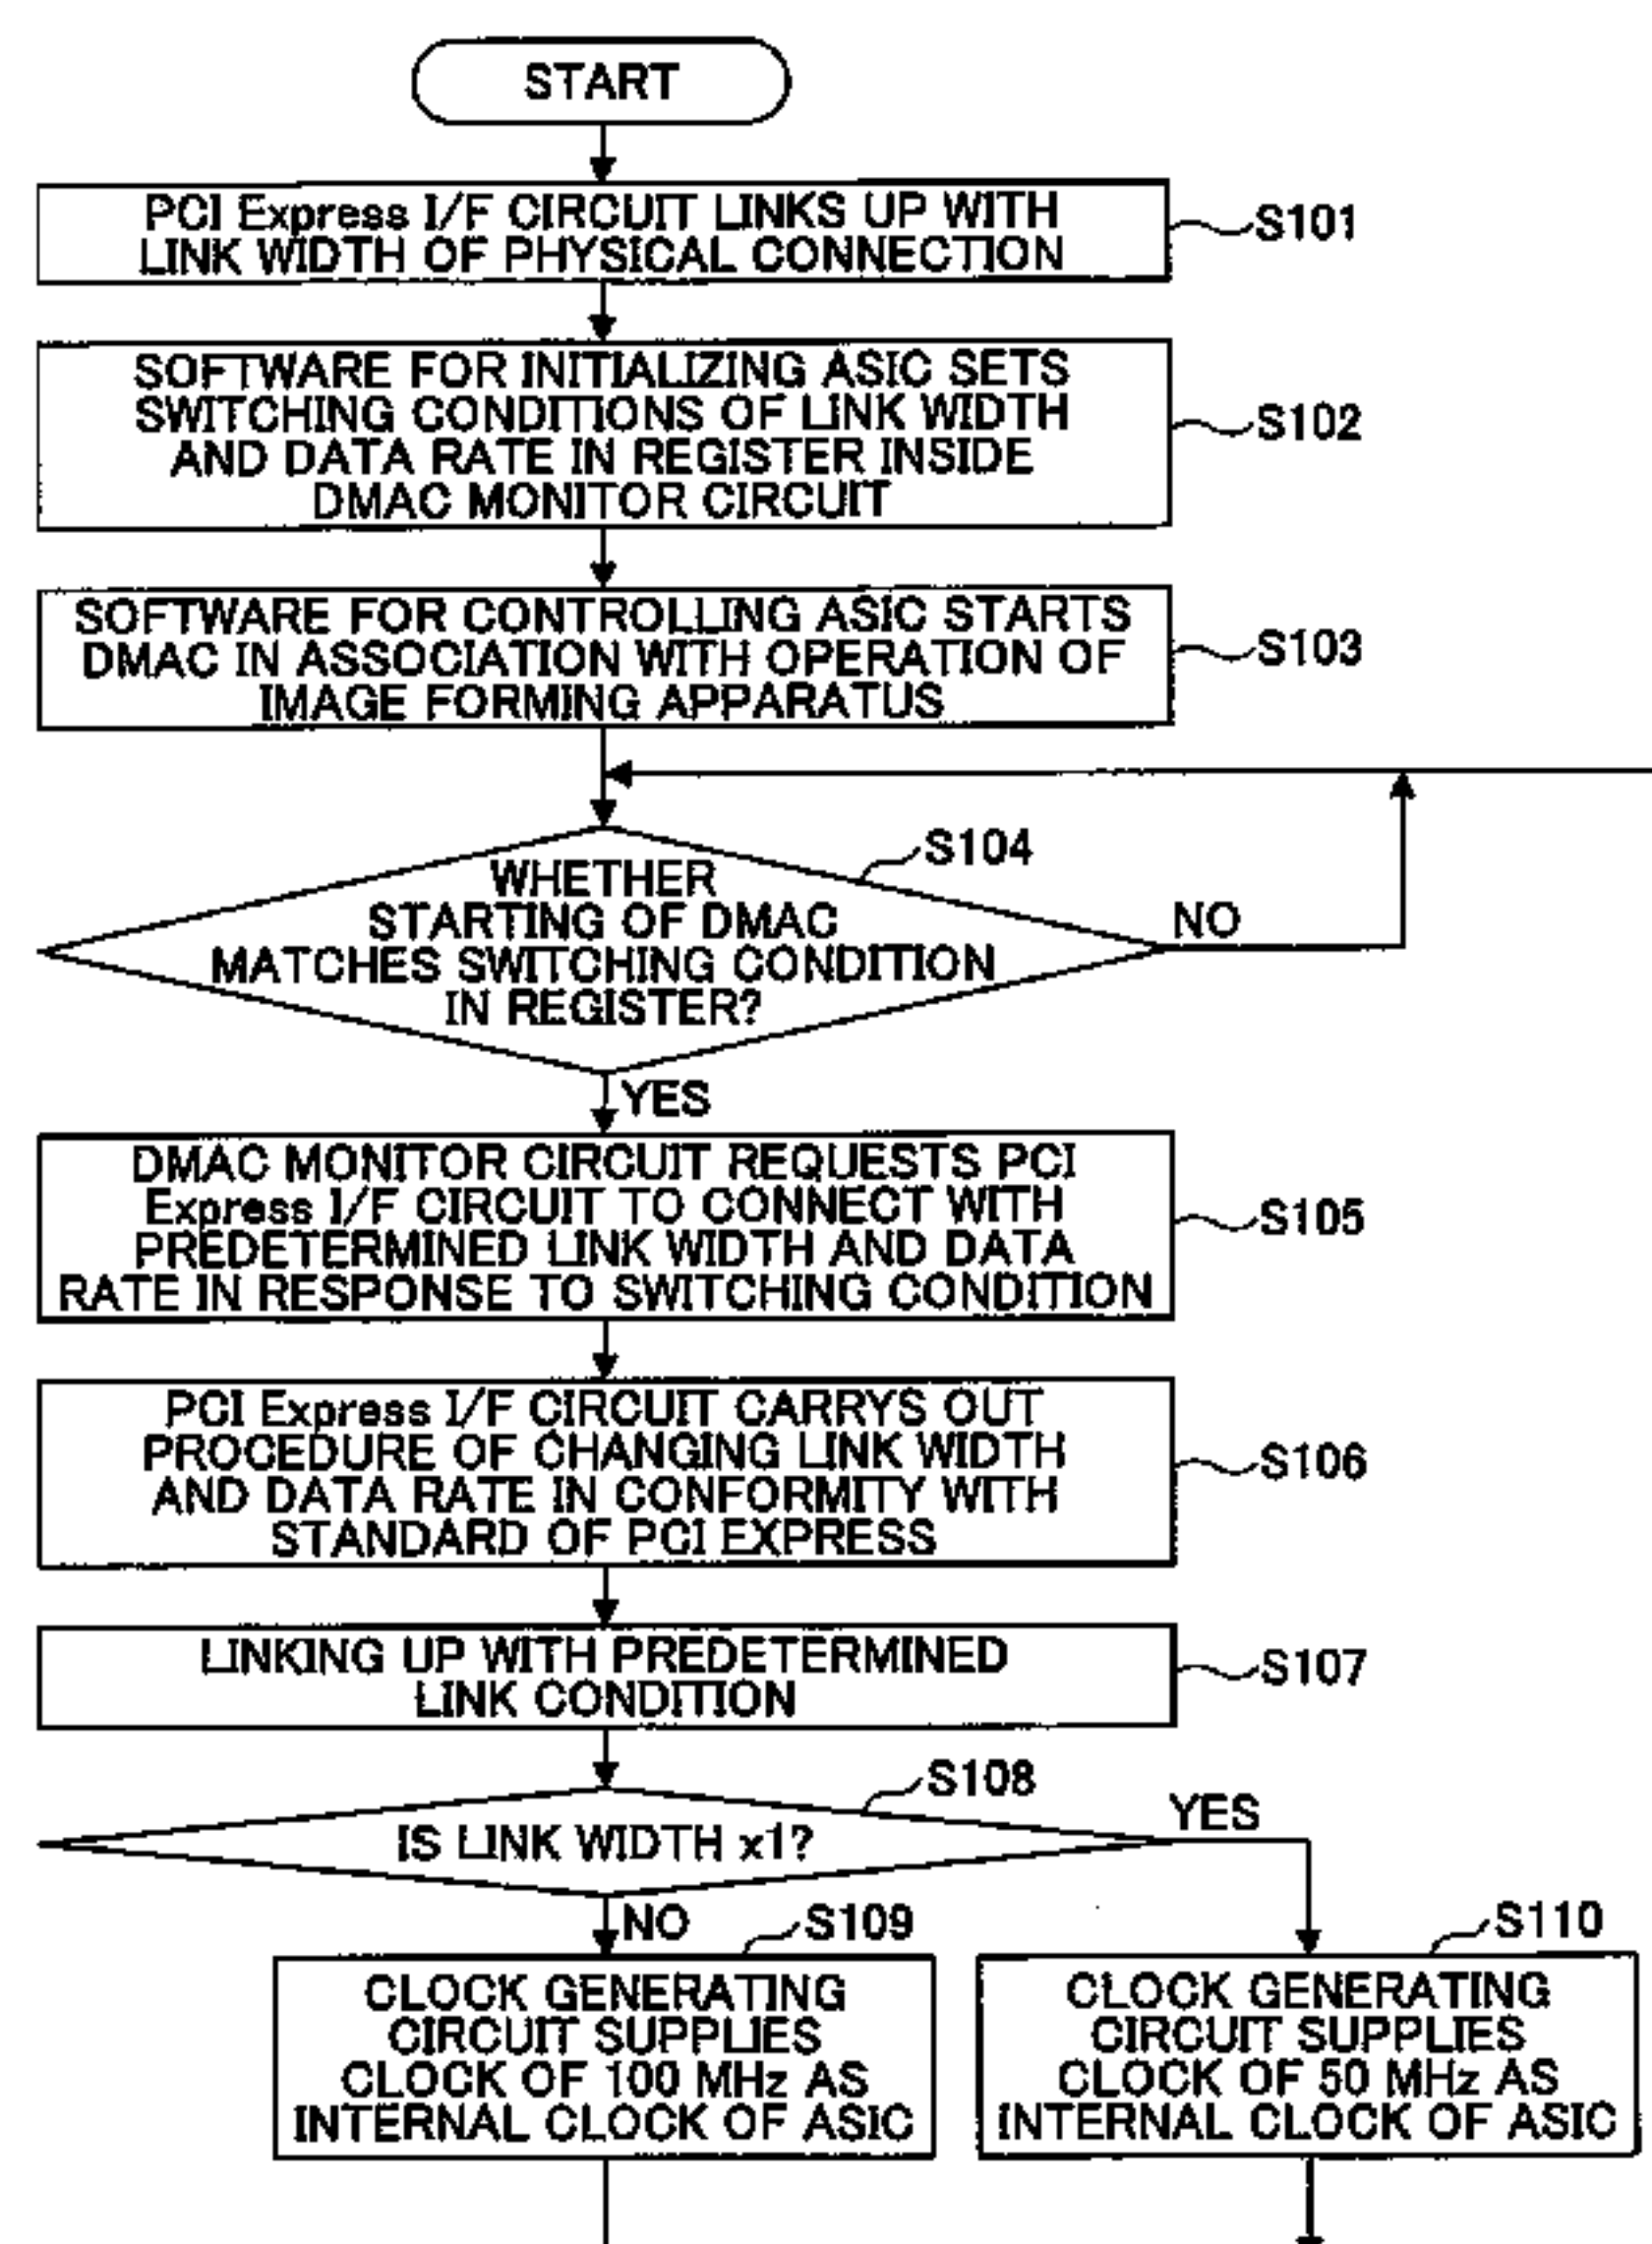 START
PCI Express I/F CIRCUIT LINKS UP WITH
LINK WIDTH OF PHYSICAL CONNECTION
S101
SOFTWARE FOR INITIALIZING ASIC SETS
SWITCHING CONDITIONS OF LINK WIDTH
AND DATA RATE IN REGISTER INSIDE
DMAC MONITOR CIRCUIT
S102
SOFTWARE FOR CONTROLLING ASIC STARTS
DMAC IN ASSOCIATION WITH OPERATION OF
IMAGE FORMING APPARATUS
S103
S104
WHETHER
STARTING OF DMAC
MATCHES SWITCHING CONDITION
IN REGISTER?
NO
YES
DMAC MONITOR CIRCUIT REQUESTS PCI
Express I/F CIRCUIT TO CONNECT WITH
PREDETERMINED LINK WIDTH AND DATA
RATE IN RESPONSE TO SWITCHING CONDITION
S105
PCI Express I/F CIRCUIT CARRYS OUT
PROCEDURE OF CHANGING LINK WIDTH
AND DATA RATE IN CONFORMITY WITH
STANDARD OF PCI EXPRESS
S106
LINKING UP WITH PREDETERMINED
LINK CONDITION
S107
S108
IS LINK WIDTH x1?
YES
NO
S109
CLOCK GENERATING
CIRCUIT SUPPLIES
CLOCK OF 100 MHz AS
INTERNAL CLOCK OF ASIC
S110
CLOCK GENERATING
CIRCUIT SUPPLIES
CLOCK OF 50 MHz AS
INTERNAL CLOCK OF ASIC